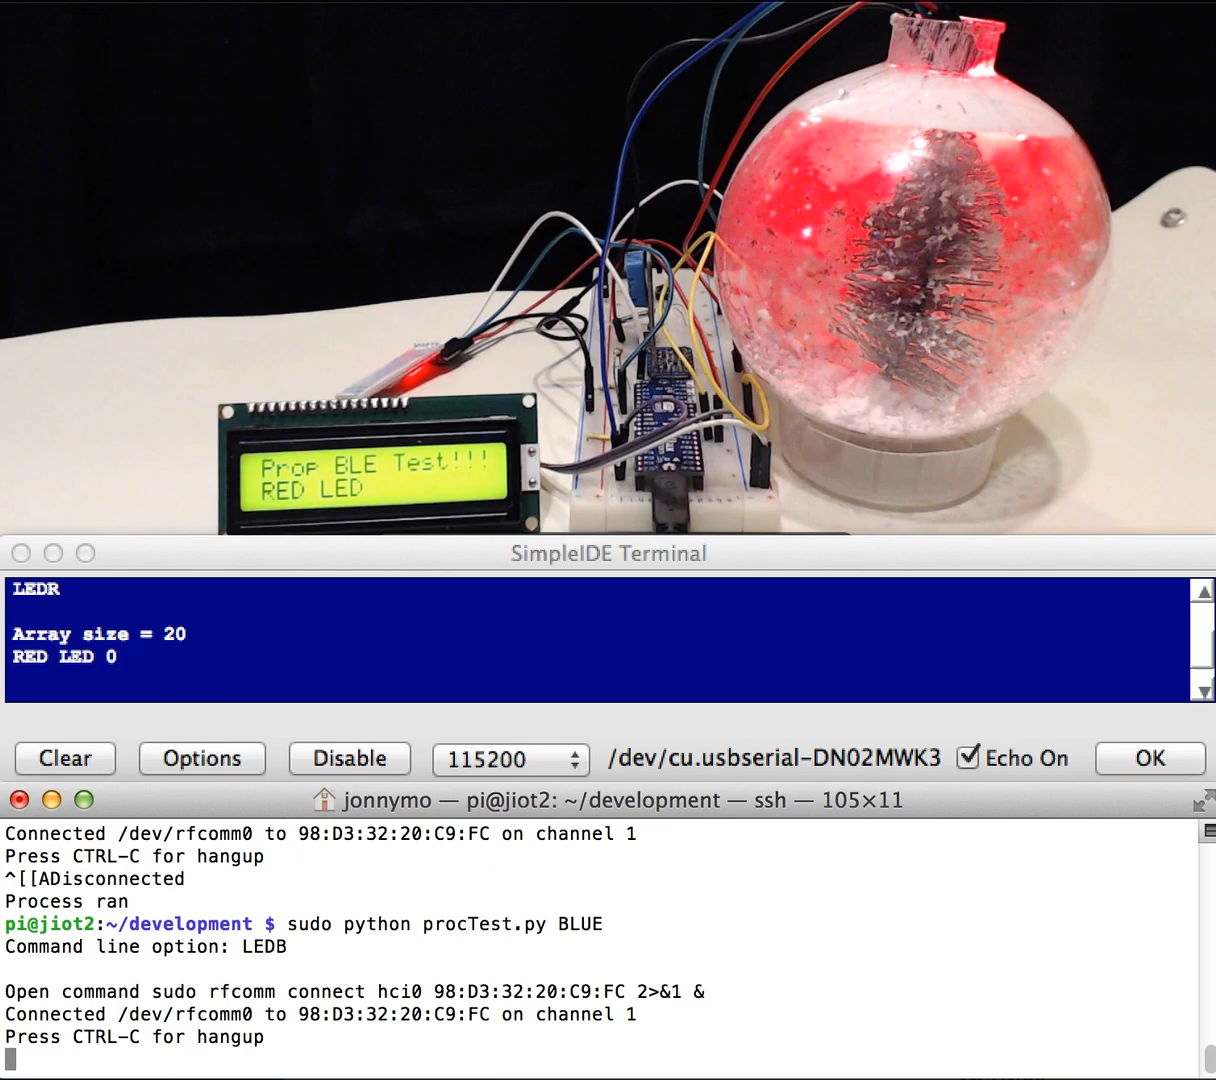 Prop BLE Test!!!
RED LED
SimpleIDE Terminal
LEDR
Array size = 20
RED LED 0
Clear
Options
Disable
115200
/dev/cu.usbserial-DN02MWK3
Echo On
OK
jonnymo — pi@jiot2: ~/development — ssh — 105×11
Connected /dev/rfcomm0 to 98:D3:32:20:C9:FC on channel 1
Press CTRL-C for hangup
^[[ADisconnected
Process ran
pi@jiot2:~/development $ sudo python procTest.py BLUE
Command line option: LEDB
Open command sudo rfcomm connect hci0 98:D3:32:20:C9:FC 2>&1 &
Connected /dev/rfcomm0 to 98:D3:32:20:C9:FC on channel 1
Press CTRL-C for hangup